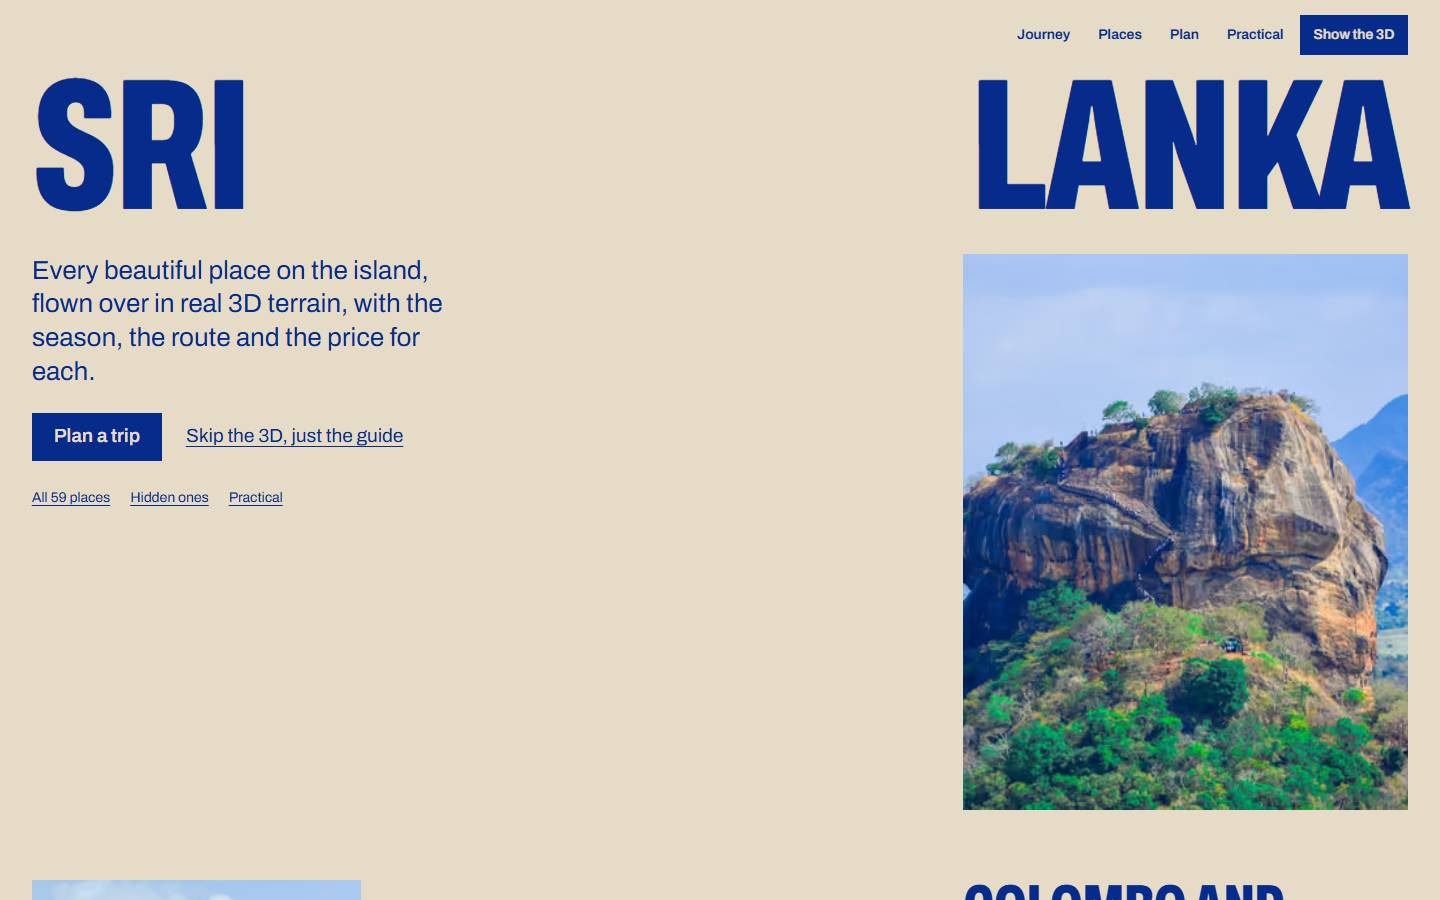 Journey Places Plan Practical Show the 3D
SRI LANKA
Every beautiful place on the island,
flown over in real 3D terrain, with the
season, the route and the price for
each.
Plan a trip Skip the 3D, just the guide
All 59 places Hidden ones Practical
COLOMBO AND